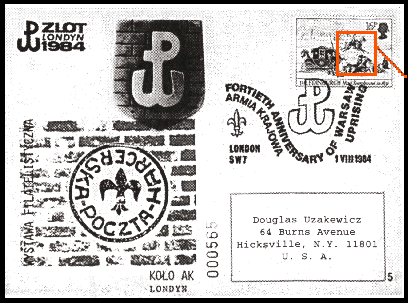 ZLOT
LONDYN
1984
16P
FORTIETH ANNIVERSARY OF WARSAW UPRISING
ARMIA KRAJOWA
LONDON
SW7
1 VIII 1984
WYSTAWA FILATELISTYCZNA
HARCERSKA POCZTA
000565
KOŁO AK
LONDYN
Douglas Uzakewicz
64 Burns Avenue
Hicksville, N.Y. 11801
U. S. A.
5